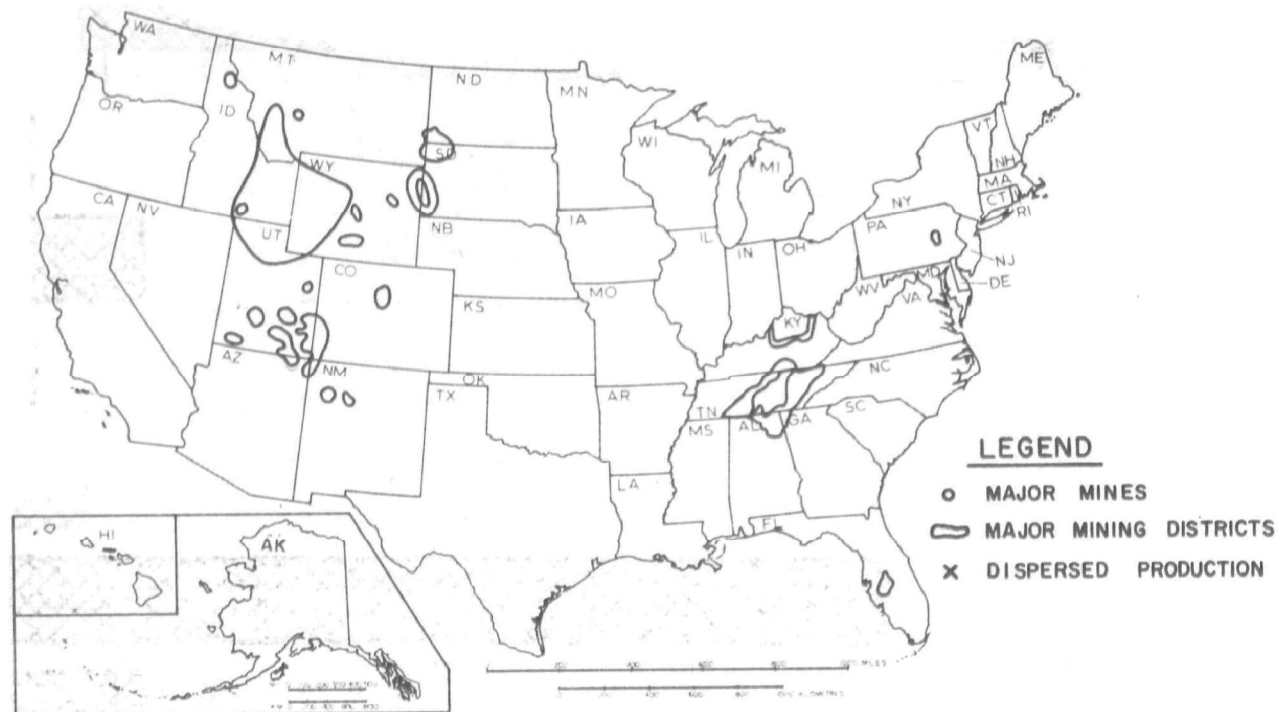 WA
MT
ND
MN
ME
OR
ID
VT
WI
SD
NH
WY
MI
MA
CA
NV
NY
CT
RI
UT
NB
IA
PA
IL
IN
OH
NJ
CO
MD
DE
MO
WV
VA
KS
KY
AZ
NM
NC
OK
TX
AR
TN
SC
MS
AL
GA
LA
FL
HI
AK
LEGEND
MAJOR MINES
MAJOR MINING DISTRICTS
X DISPERSED PRODUCTION